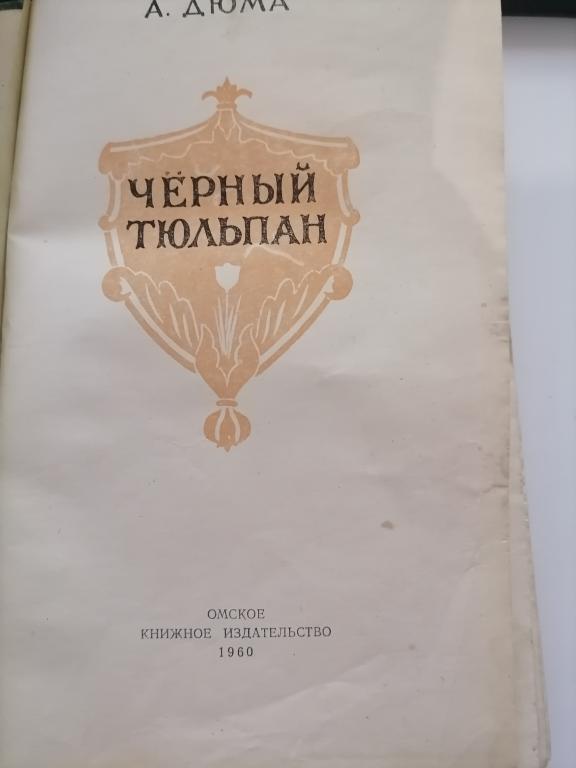 А. ДЮМА
ЧЁРНЫЙ
ТЮЛЬПАН
ОМСКОЕ
КНИЖНОЕ ИЗДАТЕЛЬСТВО
1960